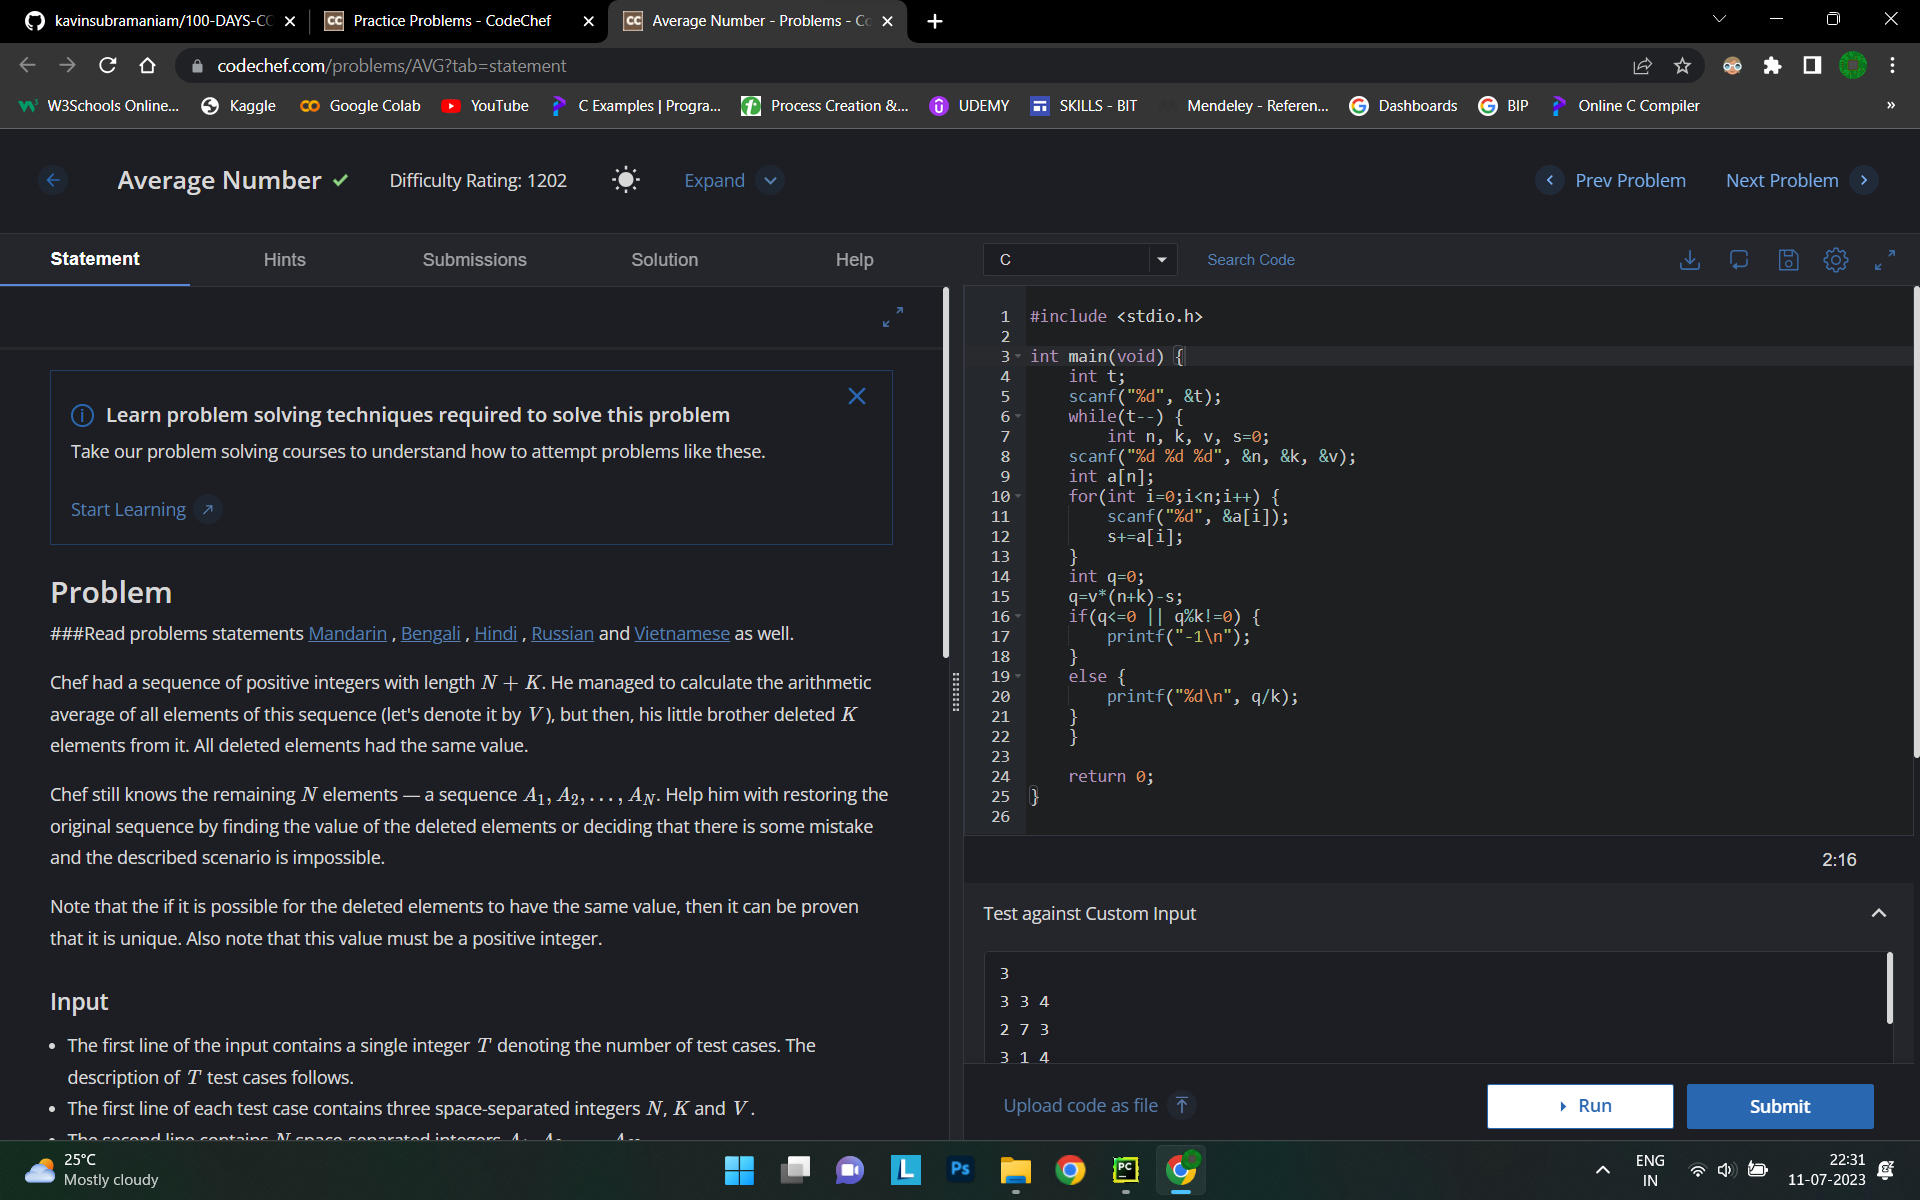 kavinsubramaniam/100-DAYS-CC
Practice Problems - CodeChef
Average Number - Problems - Co
codechef.com/problems/AVG?tab=statement
W3Schools Online...
Kaggle
Google Colab
YouTube
C Examples | Progra...
Process Creation &...
UDEMY
SKILLS - BIT
Mendeley - Referen...
Dashboards
BIP
Online C Compiler
»
Average Number
Difficulty Rating: 1202
Expand
Prev Problem
Next Problem
Statement
Hints
Submissions
Solution
Help
Learn problem solving techniques required to solve this problem
Take our problem solving courses to understand how to attempt problems like these.
Start Learning
Problem
###Read problems statements Mandarin , Bengali , Hindi , Russian and Vietnamese as well.
Chef had a sequence of positive integers with length N + K. He managed to calculate the arithmetic
average of all elements of this sequence (let's denote it by V), but then, his little brother deleted K
elements from it. All deleted elements had the same value.
Chef still knows the remaining N elements — a sequence A₁, A₂, . . . , A_N. Help him with restoring the
original sequence by finding the value of the deleted elements or deciding that there is some mistake
and the described scenario is impossible.
Note that the if it is possible for the deleted elements to have the same value, then it can be proven
that it is unique. Also note that this value must be a positive integer.
Input
• The first line of the input contains a single integer T denoting the number of test cases. The
description of T test cases follows.
• The first line of each test case contains three space-separated integers N, K and V.
• The second line contains N space-separated integers
C
Search Code
1 #include <stdio.h>
2
3 int main(void) {
4     int t;
5     scanf("%d", &t);
6     while(t--) {
7         int n, k, v, s=0;
8     scanf("%d %d %d", &n, &k, &v);
9     int a[n];
10     for(int i=0;i<n;i++) {
11         scanf("%d", &a[i]);
12         s+=a[i];
13     }
14     int q=0;
15     q=v*(n+k)-s;
16     if(q<=0 || q%k!=0) {
17         printf("-1\n");
18     }
19     else {
20         printf("%d\n", q/k);
21     }
22     }
23
24     return 0;
25 }
26
2:16
Test against Custom Input
3
3 3 4
2 7 3
3 1 4
Upload code as file
Run
Submit
25°C
Mostly cloudy
L
Ps
PC
ENG
IN
22:31
11-07-2023